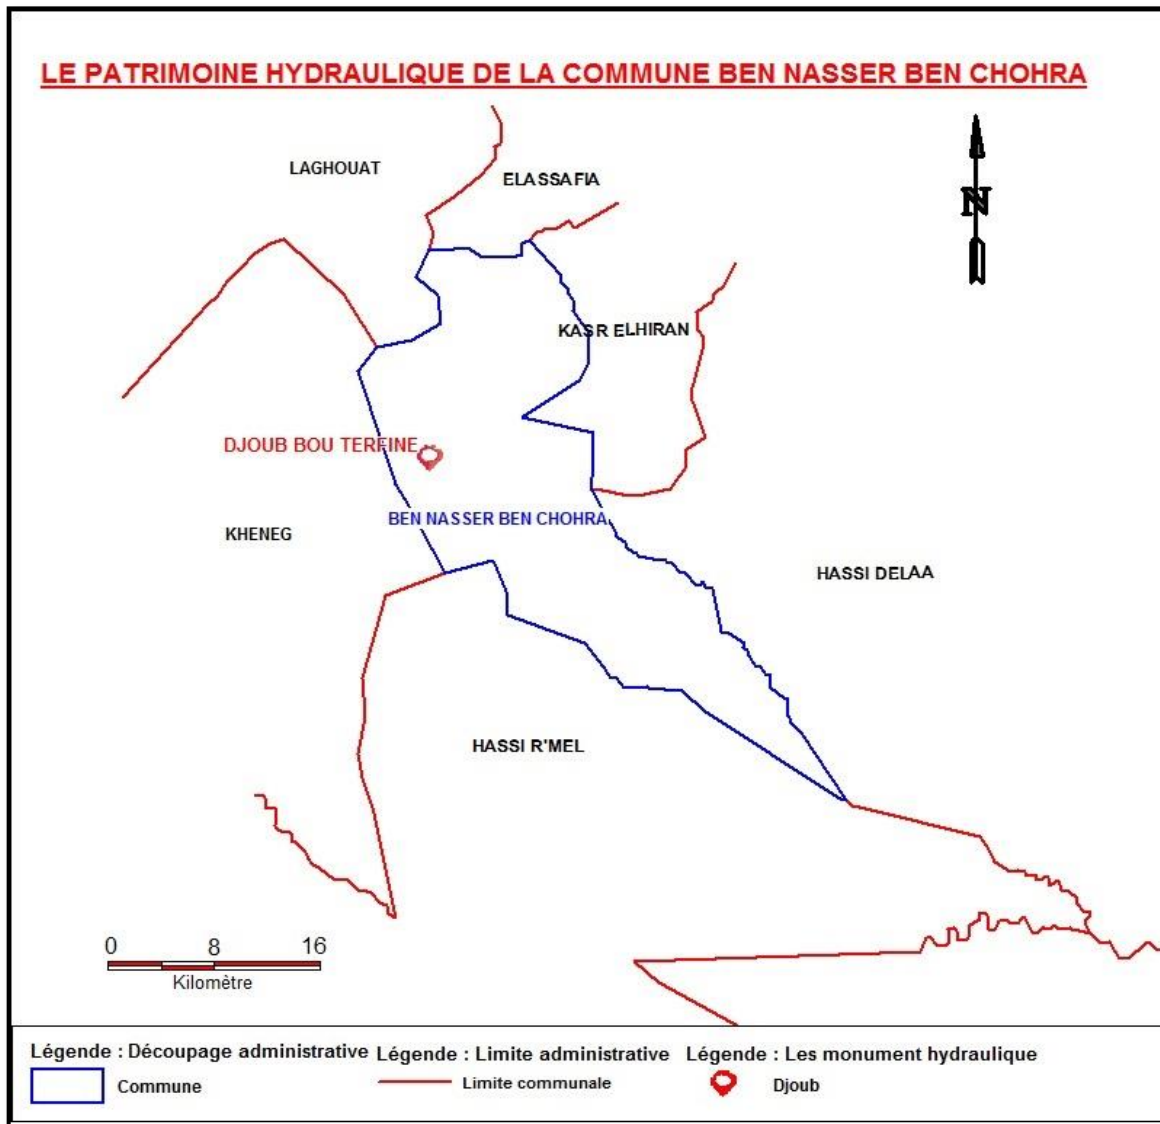 LE PATRIMOINE HYDRAULIQUE DE LA COMMUNE BEN NASSER BEN CHOHRA
LAGHOUAT
ELASSAFIA
N
KASR ELHIRAN
DJOUB BOU TERFINE
BEN NASSER BEN CHOHRA
KHENEG
HASSI DELAA
HASSI R'MEL
0 8 16
Kilomètre
Légende : Découpage administrative
Commune
Légende : Limite administrative
Limite communale
Légende : Les monument hydraulique
Djoub